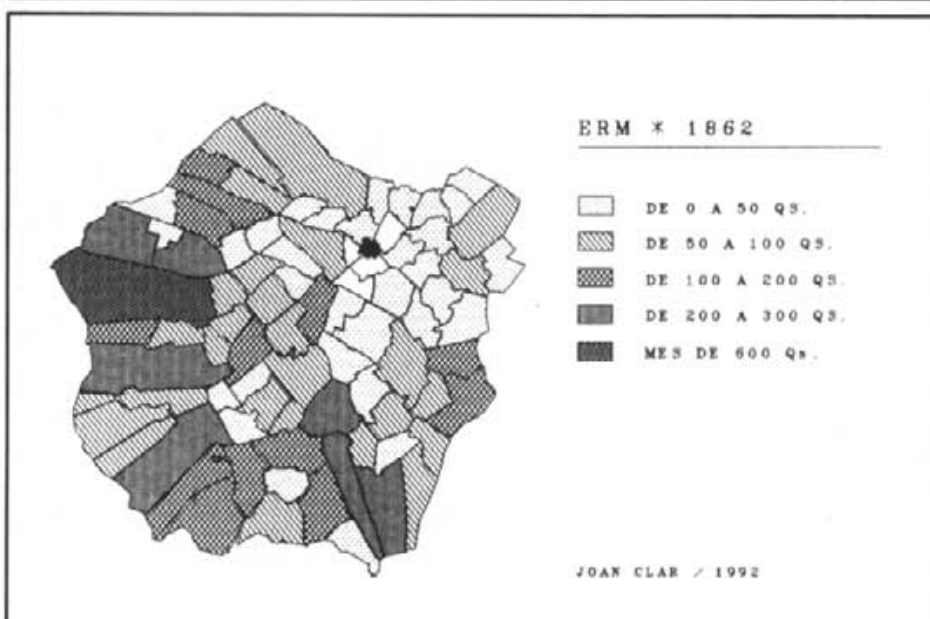 ERM * 1862
DE 0 A 50 QS.
DE 50 A 100 QS.
DE 100 A 200 QS.
DE 200 A 300 QS.
MES DE 600 Qs.
JOAN CLAR / 1992